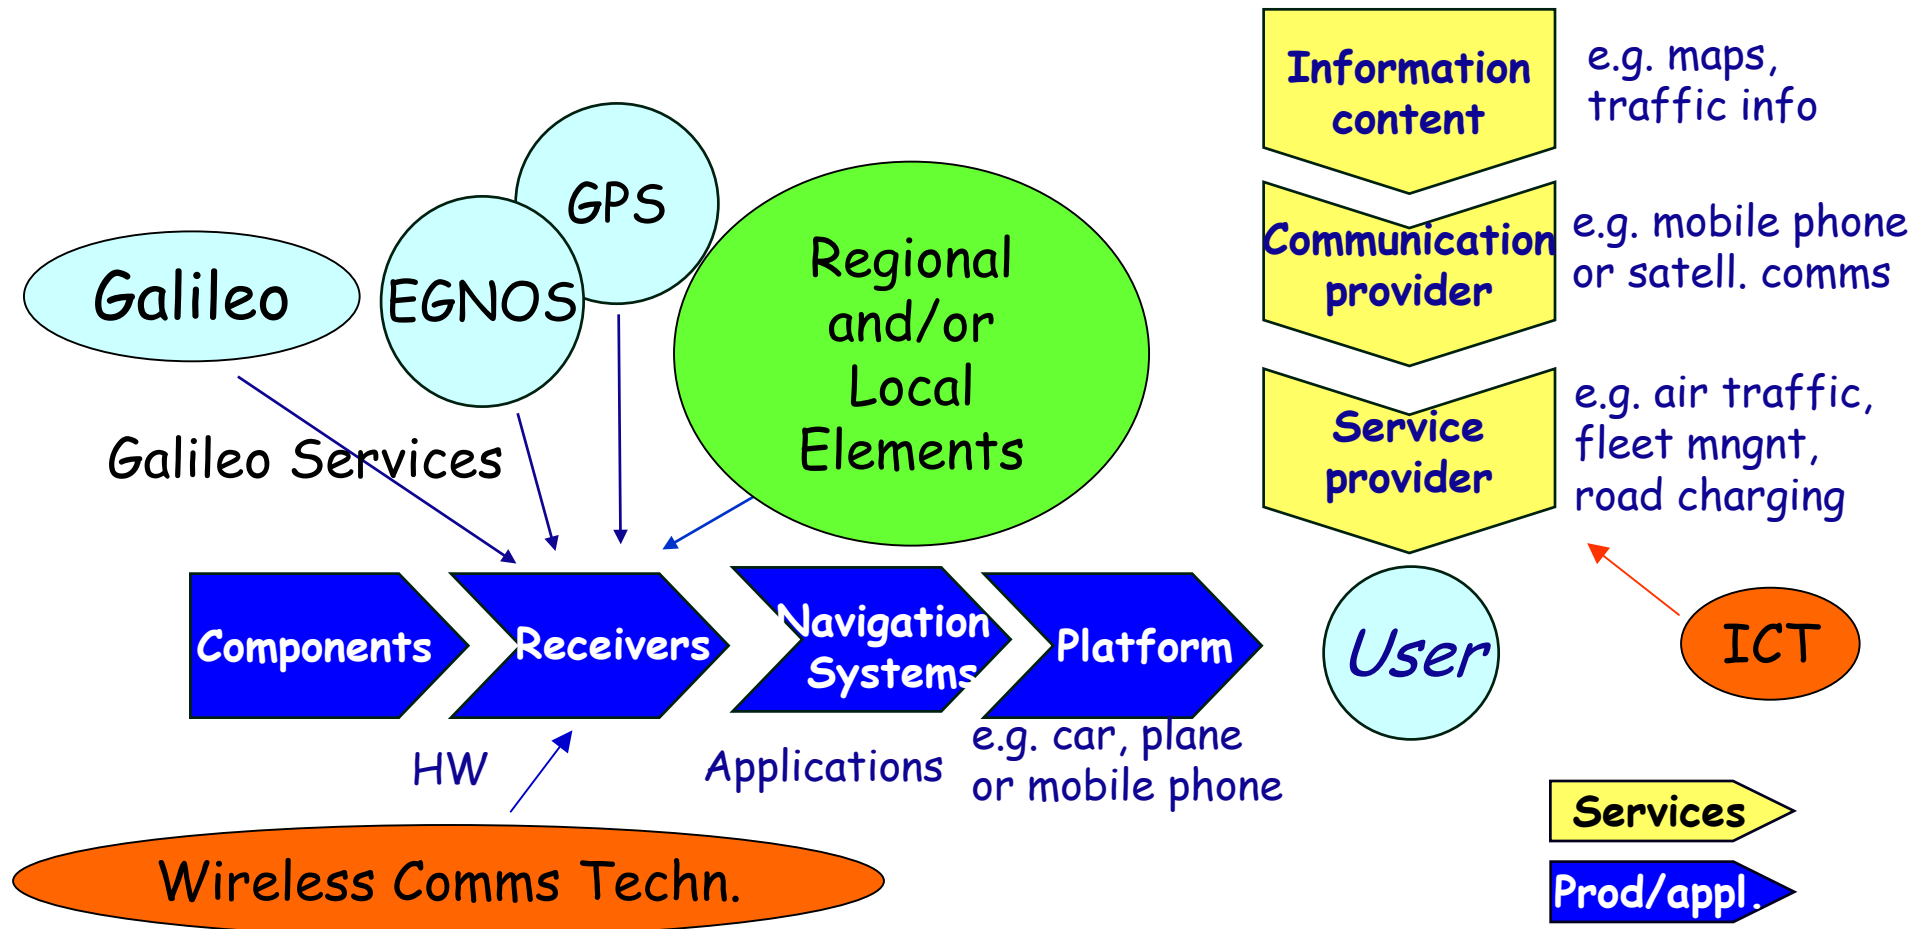 Information
content
e.g. maps,
traffic info
GPS
Galileo
EGNOS
Regional
and/or
Local
Elements
Communication
provider
e.g. mobile phone
or satell. comms
Galileo Services
Service
provider
e.g. air traffic,
fleet mngnt,
road charging
Components
Receivers
Navigation
Systems
Platform
User
ICT
HW
Applications
e.g. car, plane
or mobile phone
Wireless Comms Techn.
Services
Prod/appl.